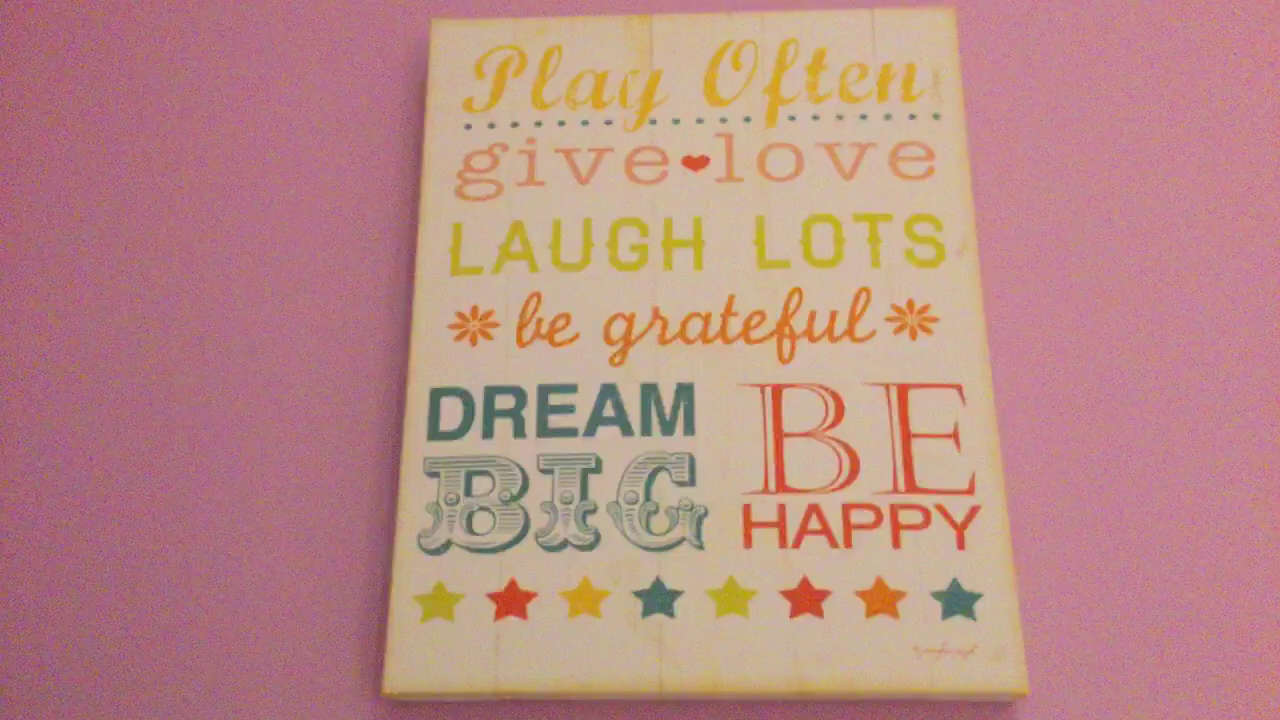 Play Often
give love
LAUGH LOTS
be grateful
DREAM
BIG
BE
HAPPY